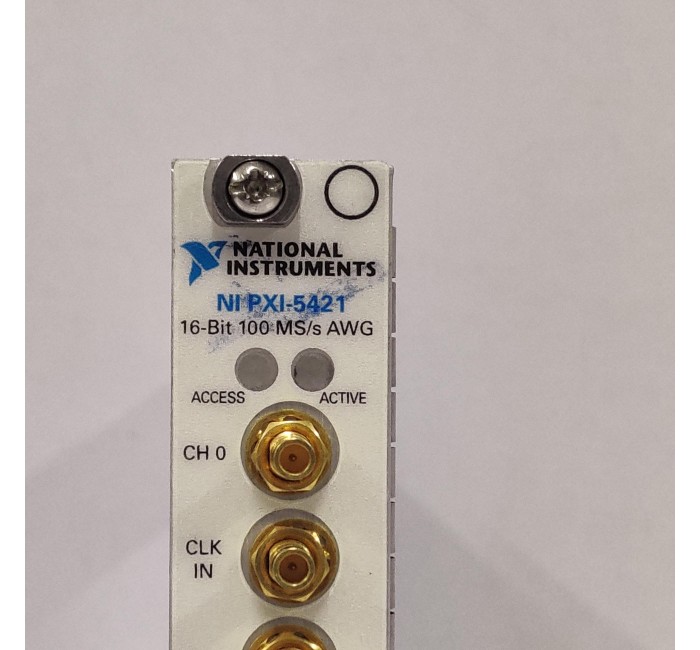 NATIONAL
INSTRUMENTS
NI PXI-5421
16-Bit 100 MS/s AWG
ACCESS ACTIVE
CH 0
CLK
IN